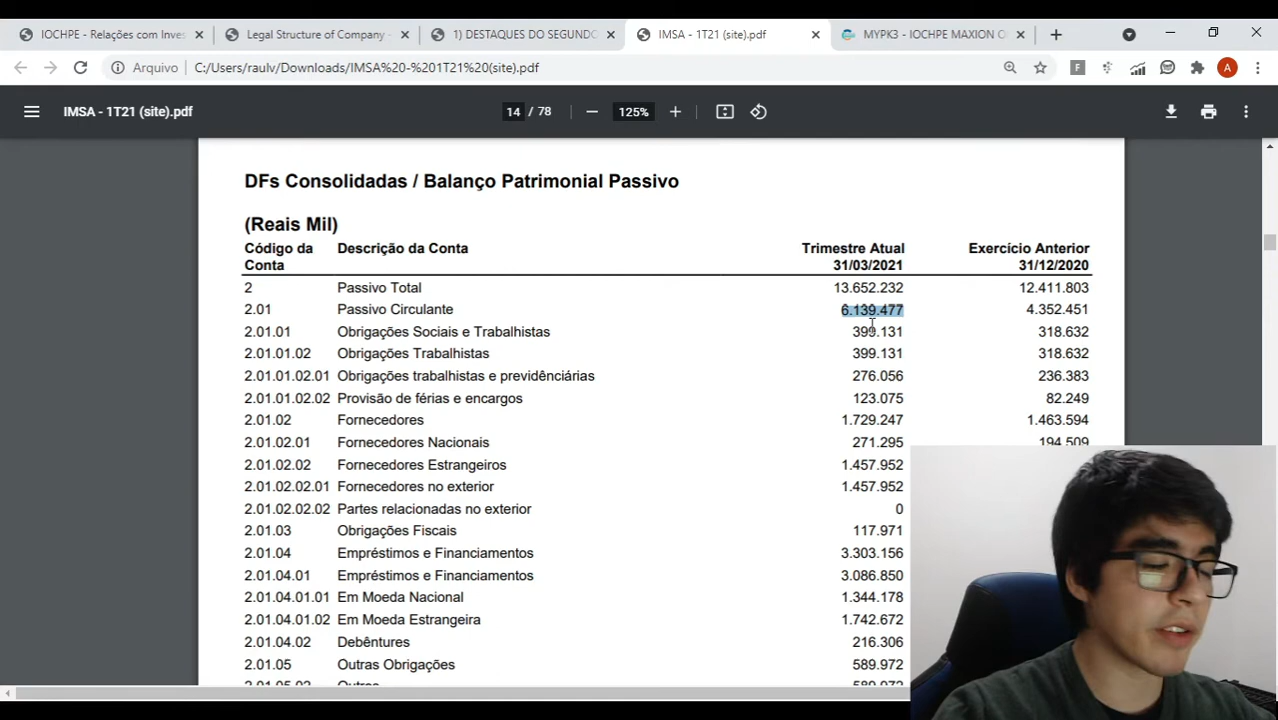 IOCHPE - Relações com Inves
Legal Structure of Company -
1) DESTAQUES DO SEGUND
IMSA - 1T21 (site).pdf
MYPK3 - IOCHPE MAXION O
Arquivo C:/Users/raulv/Downloads/IMSA%20-%201T21%20(site).pdf
F
A
IMSA - 1T21 (site).pdf 14 / 78 125%
DFs Consolidadas / Balanço Patrimonial Passivo
(Reais Mil)
Código da Conta Descrição da Conta Trimestre Atual 31/03/2021 Exercício Anterior 31/12/2020
2 Passivo Total 13.652.232 12.411.803
2.01 Passivo Circulante 6.139.477 4.352.451
2.01.01 Obrigações Sociais e Trabalhistas 399.131 318.632
2.01.01.02 Obrigações Trabalhistas 399.131 318.632
2.01.01.02.01 Obrigações trabalhistas e previdênciárias 276.056 236.383
2.01.01.02.02 Provisão de férias e encargos 123.075 82.249
2.01.02 Fornecedores 1.729.247 1.463.594
2.01.02.01 Fornecedores Nacionais 271.295 194.509
2.01.02.02 Fornecedores Estrangeiros 1.457.952
2.01.02.02.01 Fornecedores no exterior 1.457.952
2.01.02.02.02 Partes relacionadas no exterior 0
2.01.03 Obrigações Fiscais 117.971
2.01.04 Empréstimos e Financiamentos 3.303.156
2.01.04.01 Empréstimos e Financiamentos 3.086.850
2.01.04.01.01 Em Moeda Nacional 1.344.178
2.01.04.01.02 Em Moeda Estrangeira 1.742.672
2.01.04.02 Debêntures 216.306
2.01.05 Outras Obrigações 589.972
2.01.05.02 Outros 589.972